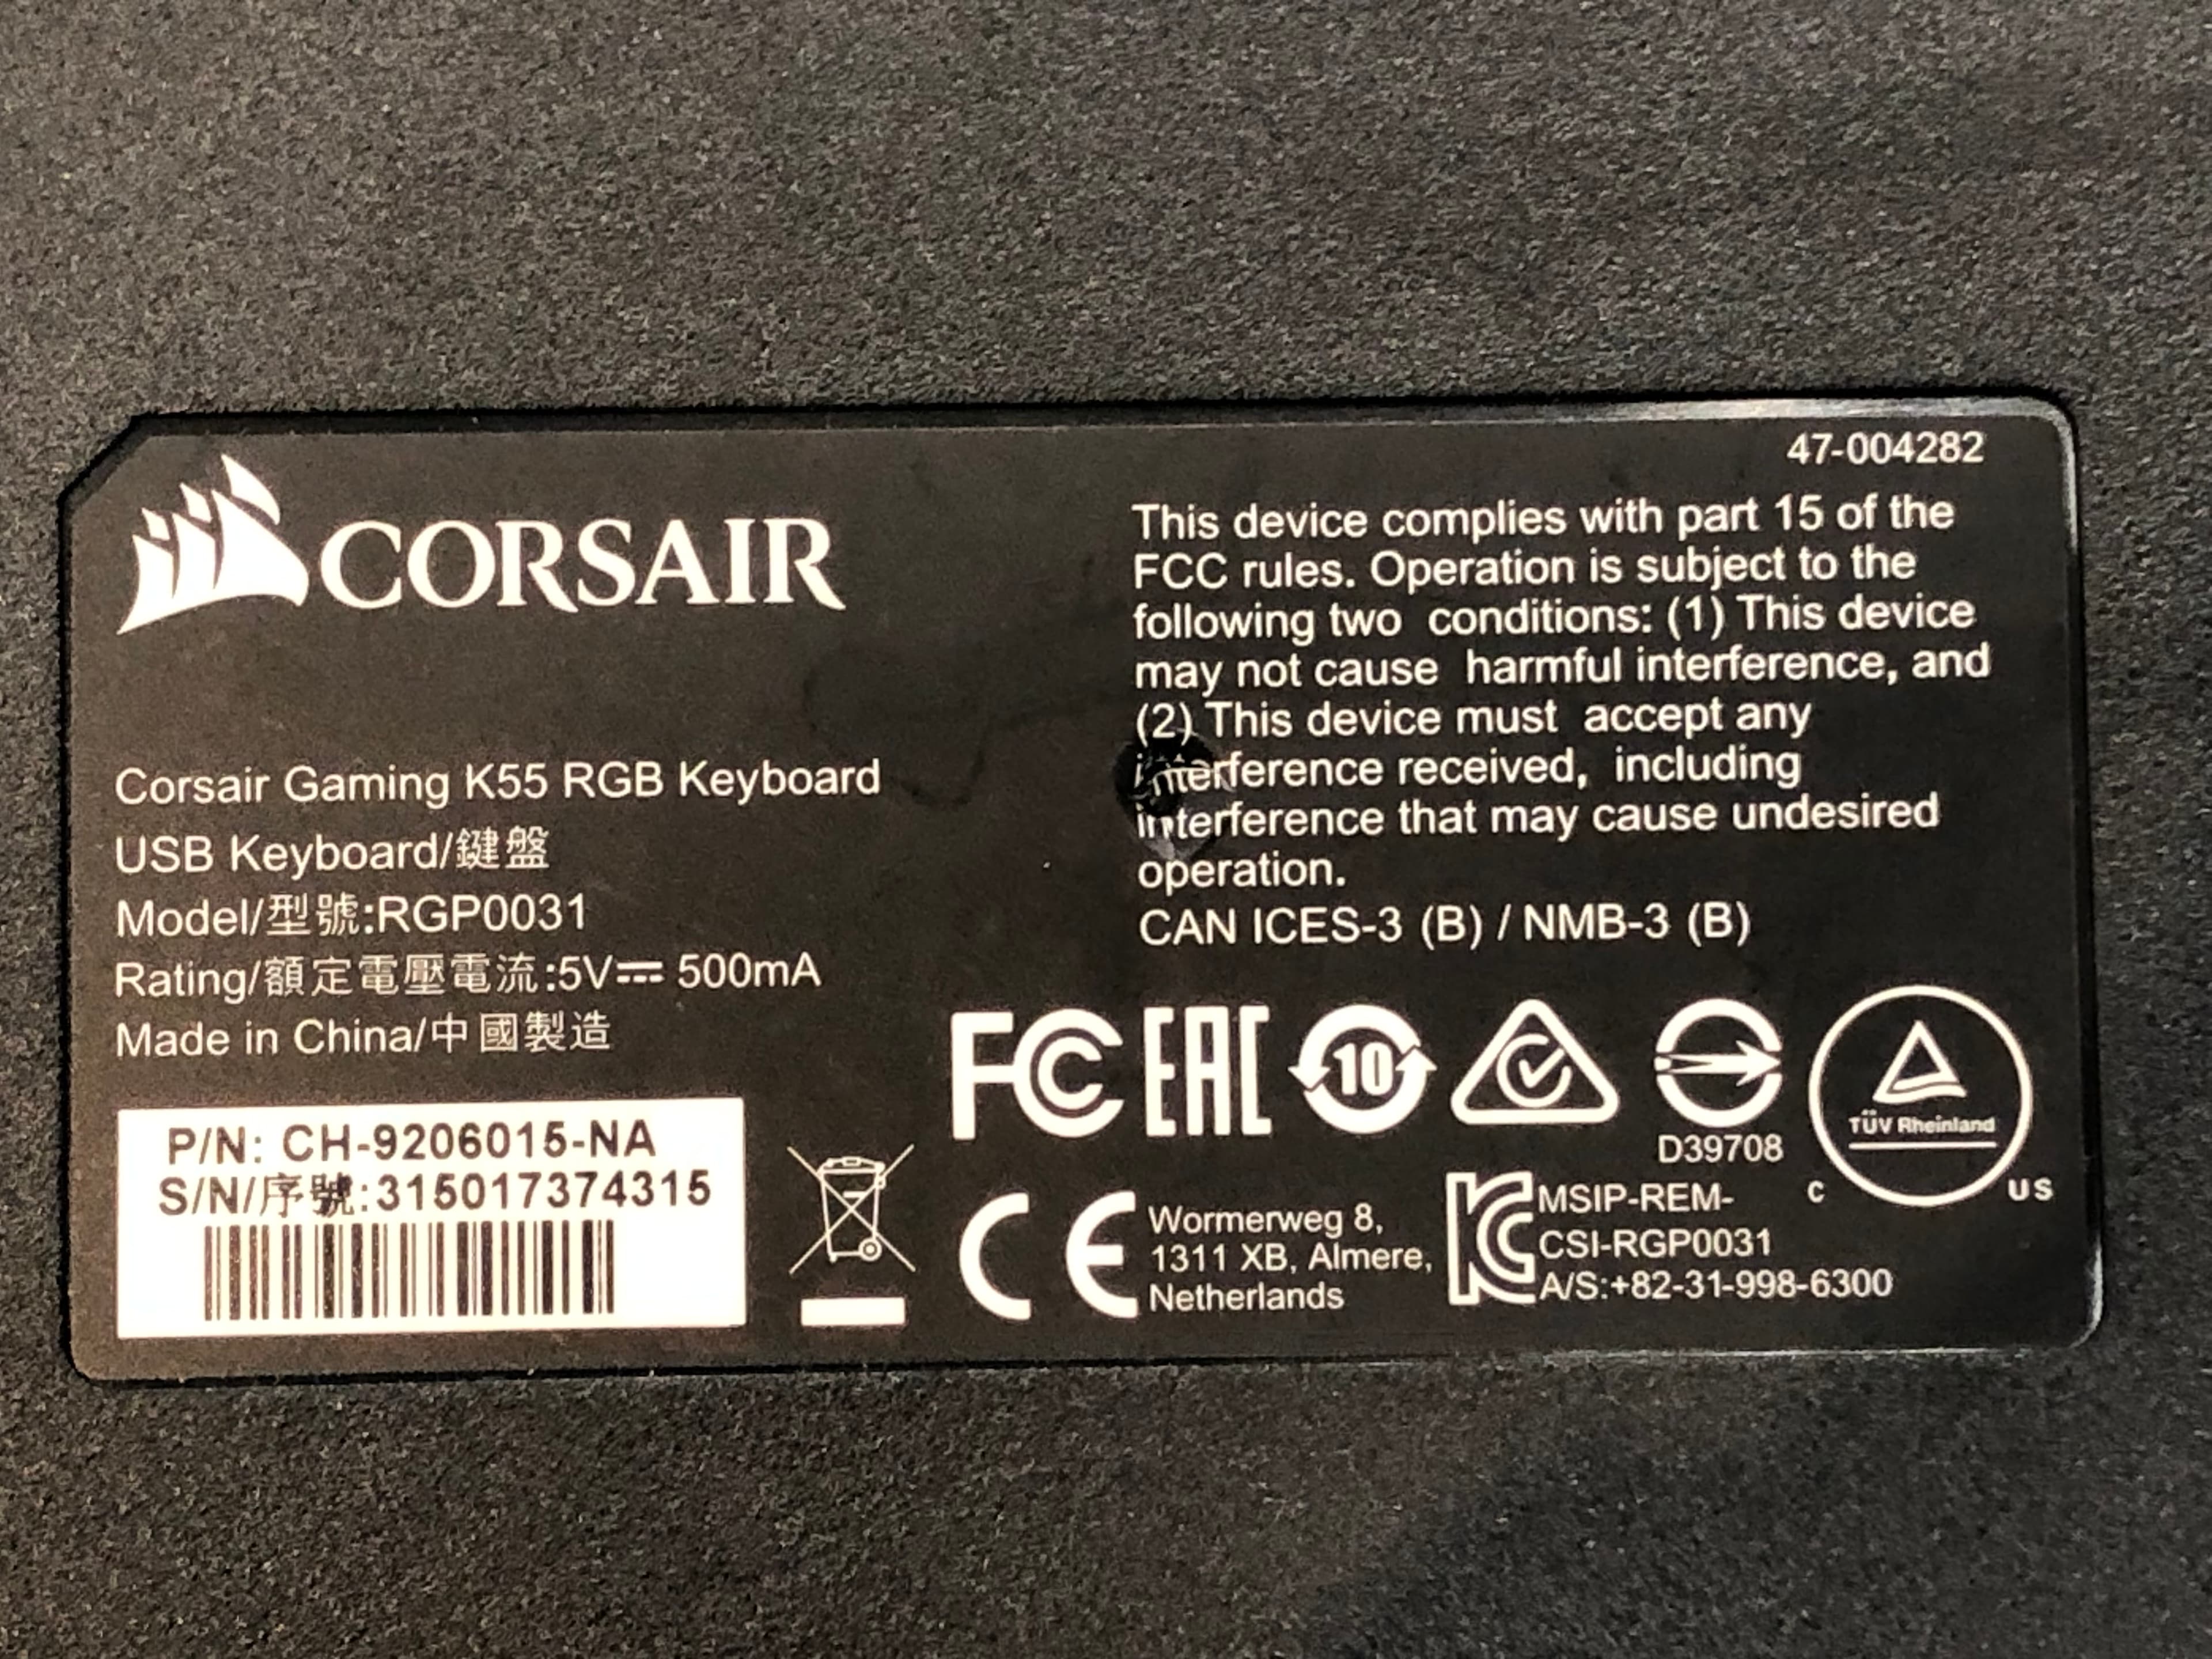 47-004282
CORSAIR
This device complies with part 15 of the
FCC rules. Operation is subject to the
following two conditions: (1) This device
may not cause harmful interference, and
(2) This device must accept any
interference received, including
interference that may cause undesired
operation.
CAN ICES-3 (B) / NMB-3 (B)
Corsair Gaming K55 RGB Keyboard
USB Keyboard/鍵盤
Model/型號:RGP0031
Rating/額定電壓電流:5V⎓ 500mA
Made in China/中國製造
P/N: CH-9206015-NA
S/N/序號:315017374315
FC EAC 10
D39708
TÜV Rheinland
C US
CE
Wormerweg 8,
1311 XB, Almere,
Netherlands
KC
MSIP-REM-
CSI-RGP0031
A/S:+82-31-998-6300